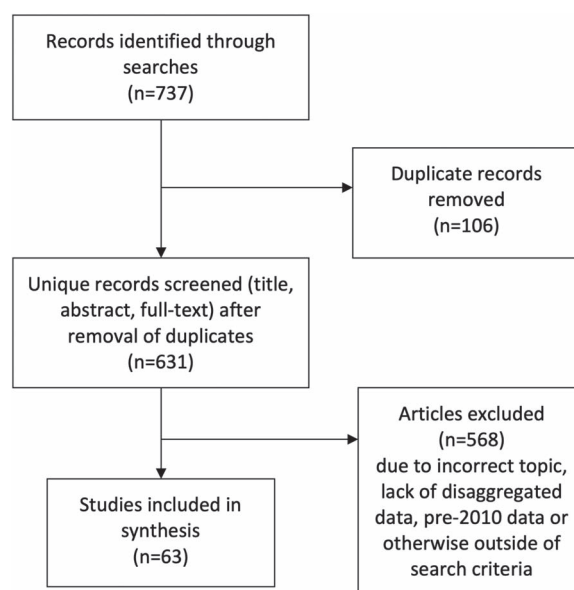 Records identified through
searches
(n=737)
Duplicate records
removed
(n=106)
Unique records screened (title,
abstract, full-text) after
removal of duplicates
(n=631)
Articles excluded
(n=568)
due to incorrect topic,
lack of disaggregated
data, pre-2010 data or
otherwise outside of
search criteria
Studies included in
synthesis
(n=63)